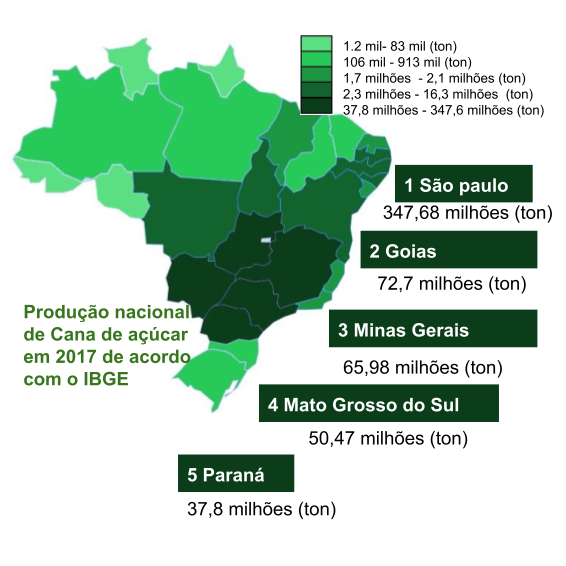 1.2 mil- 83 mil (ton)
106 mil - 913 mil (ton)
1,7 milhões - 2,1 milhões (ton)
2,3 milhões - 16,3 milhões (ton)
37,8 milhões - 347,6 milhões (ton)
1 São paulo
347,68 milhões (ton)
2 Goias
72,7 milhões (ton)
Produção nacional
de Cana de açúcar
em 2017 de acordo
com o IBGE
3 Minas Gerais
65,98 milhões (ton)
4 Mato Grosso do Sul
50,47 milhões (ton)
5 Paraná
37,8 milhões (ton)